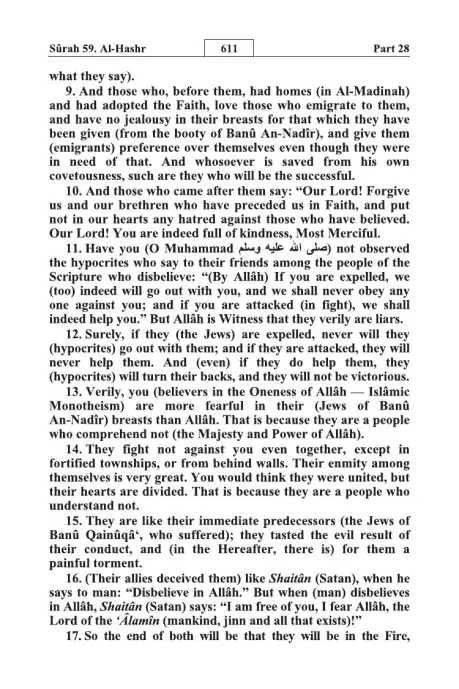 Sûrah 59. Al-Hashr 611 Part 28
what they say).
9. And those who, before them, had homes (in Al-Madinah)
and had adopted the Faith, love those who emigrate to them,
and have no jealousy in their breasts for that which they have
been given (from the booty of Banû An-Nadîr), and give them
(emigrants) preference over themselves even though they were
in need of that. And whosoever is saved from his own
covetousness, such are they who will be the successful.
10. And those who came after them say: “Our Lord! Forgive
us and our brethren who have preceded us in Faith, and put
not in our hearts any hatred against those who have believed.
Our Lord! You are indeed full of kindness, Most Merciful.
11. Have you (O Muhammad صلى الله عليه وسلم) not observed
the hypocrites who say to their friends among the people of the
Scripture who disbelieve: “(By Allâh) If you are expelled, we
(too) indeed will go out with you, and we shall never obey any
one against you; and if you are attacked (in fight), we shall
indeed help you.” But Allâh is Witness that they verily are liars.
12. Surely, if they (the Jews) are expelled, never will they
(hypocrites) go out with them; and if they are attacked, they will
never help them. And (even) if they do help them, they
(hypocrites) will turn their backs, and they will not be victorious.
13. Verily, you (believers in the Oneness of Allâh — Islâmic
Monotheism) are more fearful in their (Jews of Banû
An-Nadîr) breasts than Allâh. That is because they are a people
who comprehend not (the Majesty and Power of Allâh).
14. They fight not against you even together, except in
fortified townships, or from behind walls. Their enmity among
themselves is very great. You would think they were united, but
their hearts are divided. That is because they are a people who
understand not.
15. They are like their immediate predecessors (the Jews of
Banû Qainûqâ‘, who suffered); they tasted the evil result of
their conduct, and (in the Hereafter, there is) for them a
painful torment.
16. (Their allies deceived them) like Shaitân (Satan), when he
says to man: “Disbelieve in Allâh.” But when (man) disbelieves
in Allâh, Shaitân (Satan) says: “I am free of you, I fear Allâh, the
Lord of the ‘Âlamîn (mankind, jinn and all that exists)!”
17. So the end of both will be that they will be in the Fire,